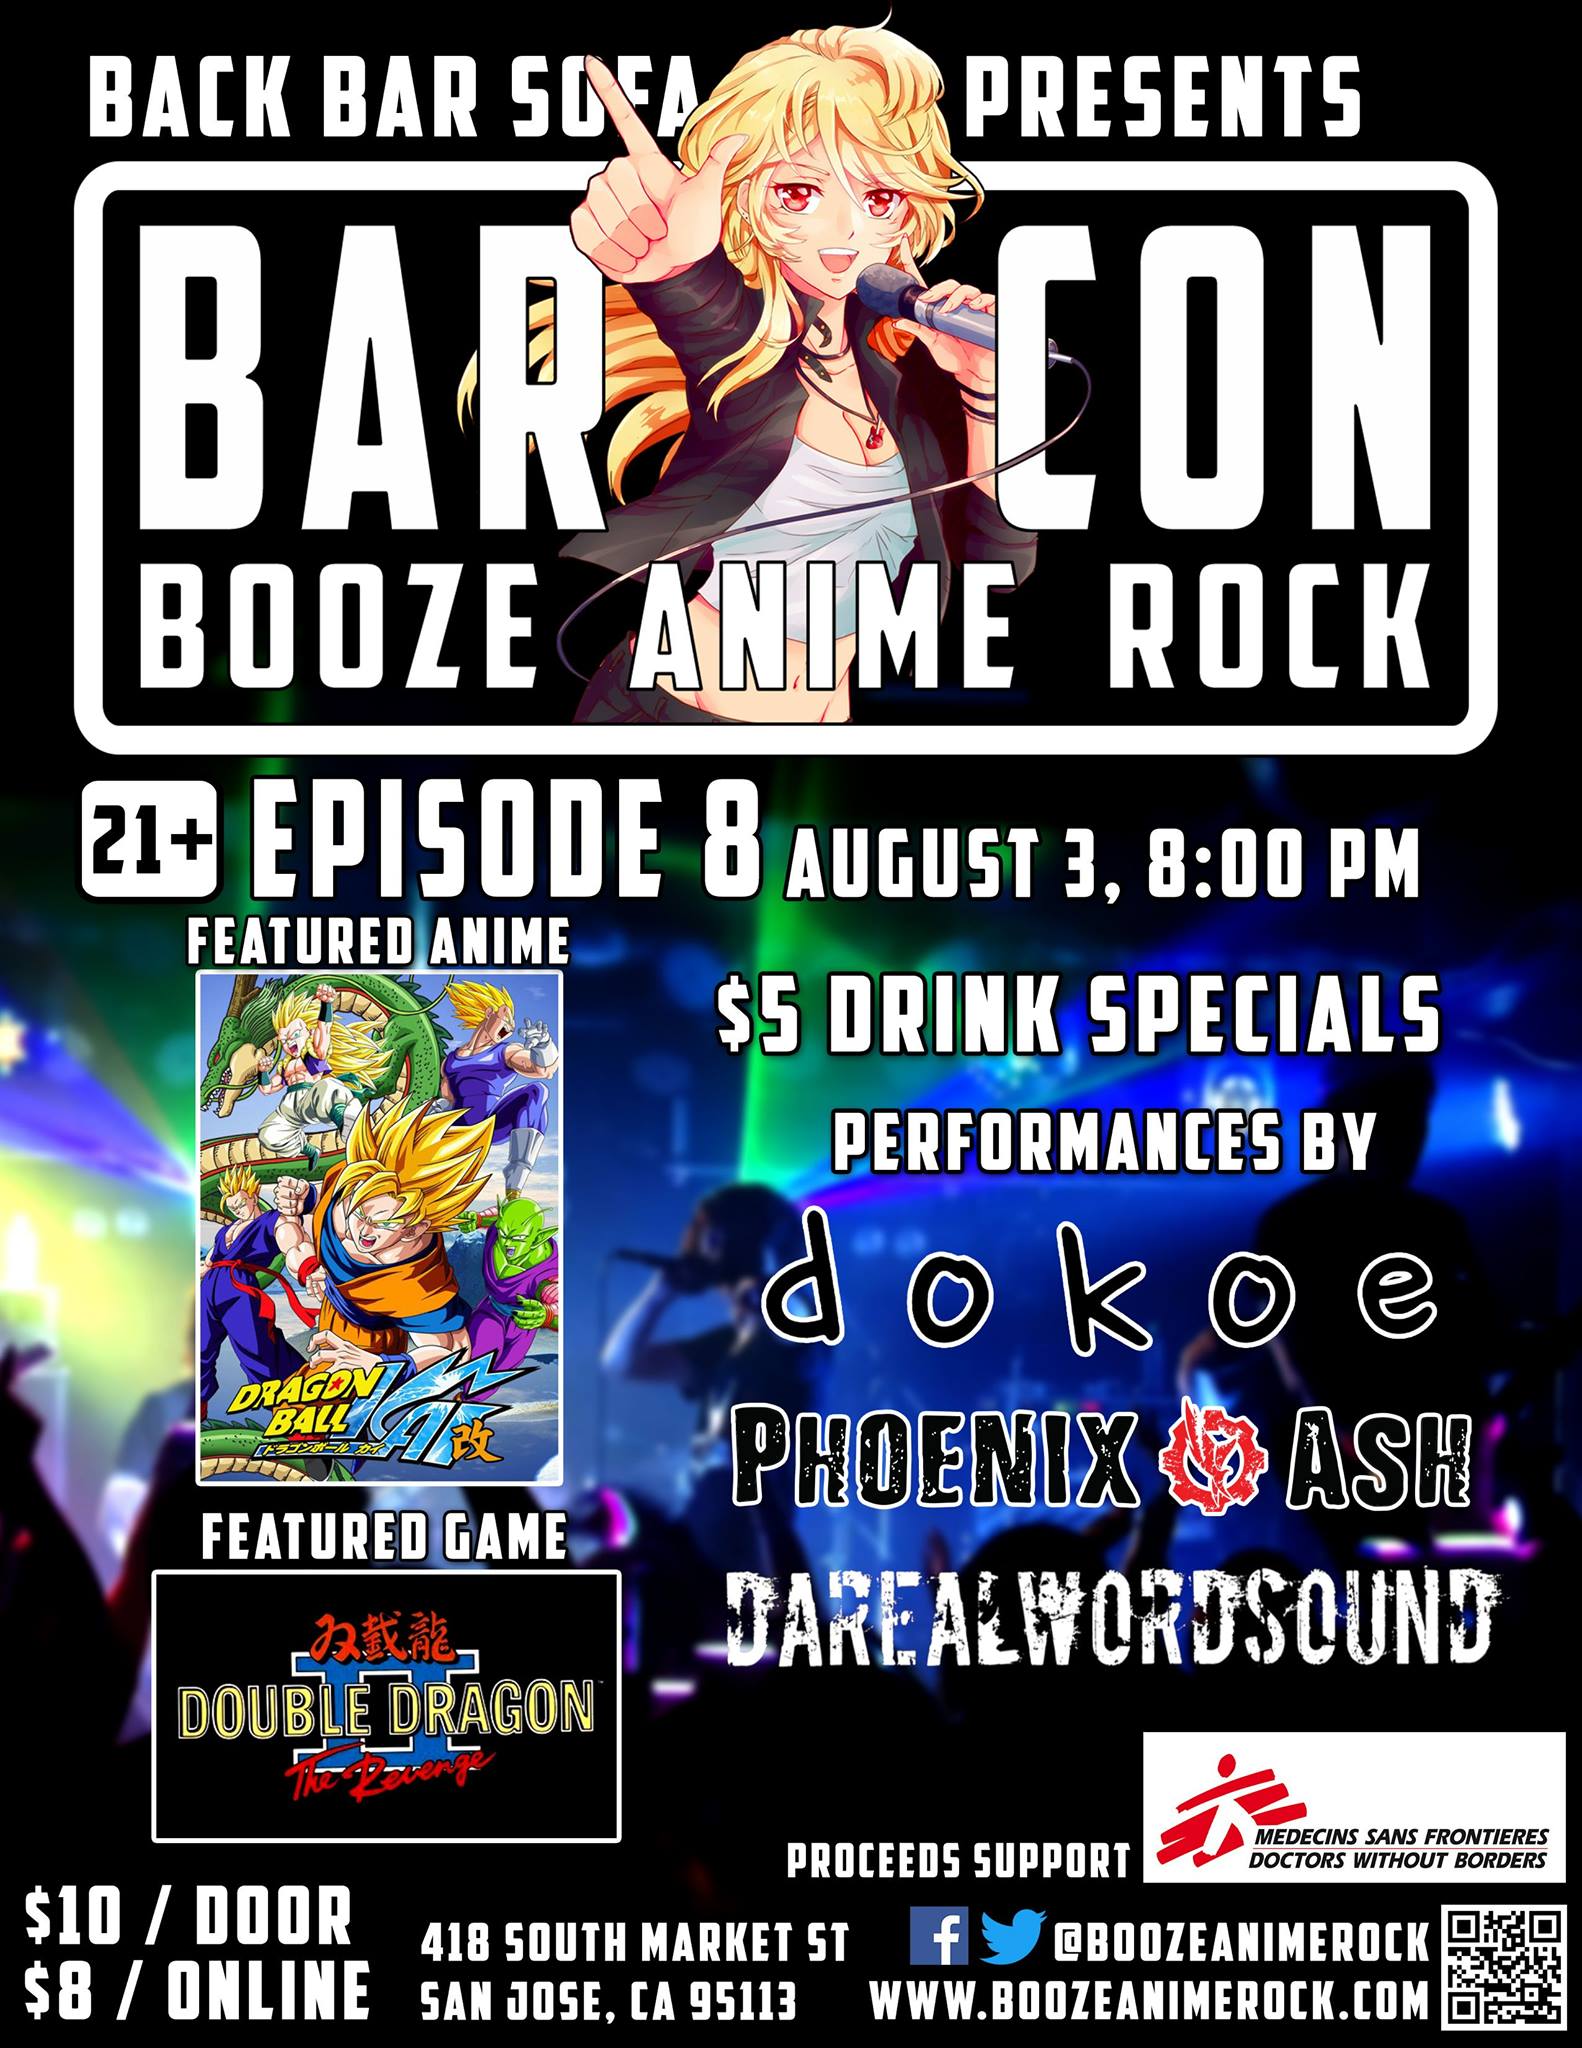 BACK BAR SOFA PRESENTS
BAR CON
BOOZE ANIME ROCK
21+ EPISODE 8 AUGUST 3, 8:00 PM
FEATURED ANIME
DRAGON
BALL KAI 改
ドラゴンボール カイ
FEATURED GAME
双截龍
II
DOUBLE DRAGON™
The Revenge
$5 DRINK SPECIALS
PERFORMANCES BY
dokoe
PHOENIX ASH
DAREALWORDSOUND
PROCEEDS SUPPORT
MEDECINS SANS FRONTIERES
DOCTORS WITHOUT BORDERS
$10 / DOOR
$8 / ONLINE
418 SOUTH MARKET ST
SAN JOSE, CA 95113
f @BOOZEANIMEROCK
WWW.BOOZEANIMEROCK.COM